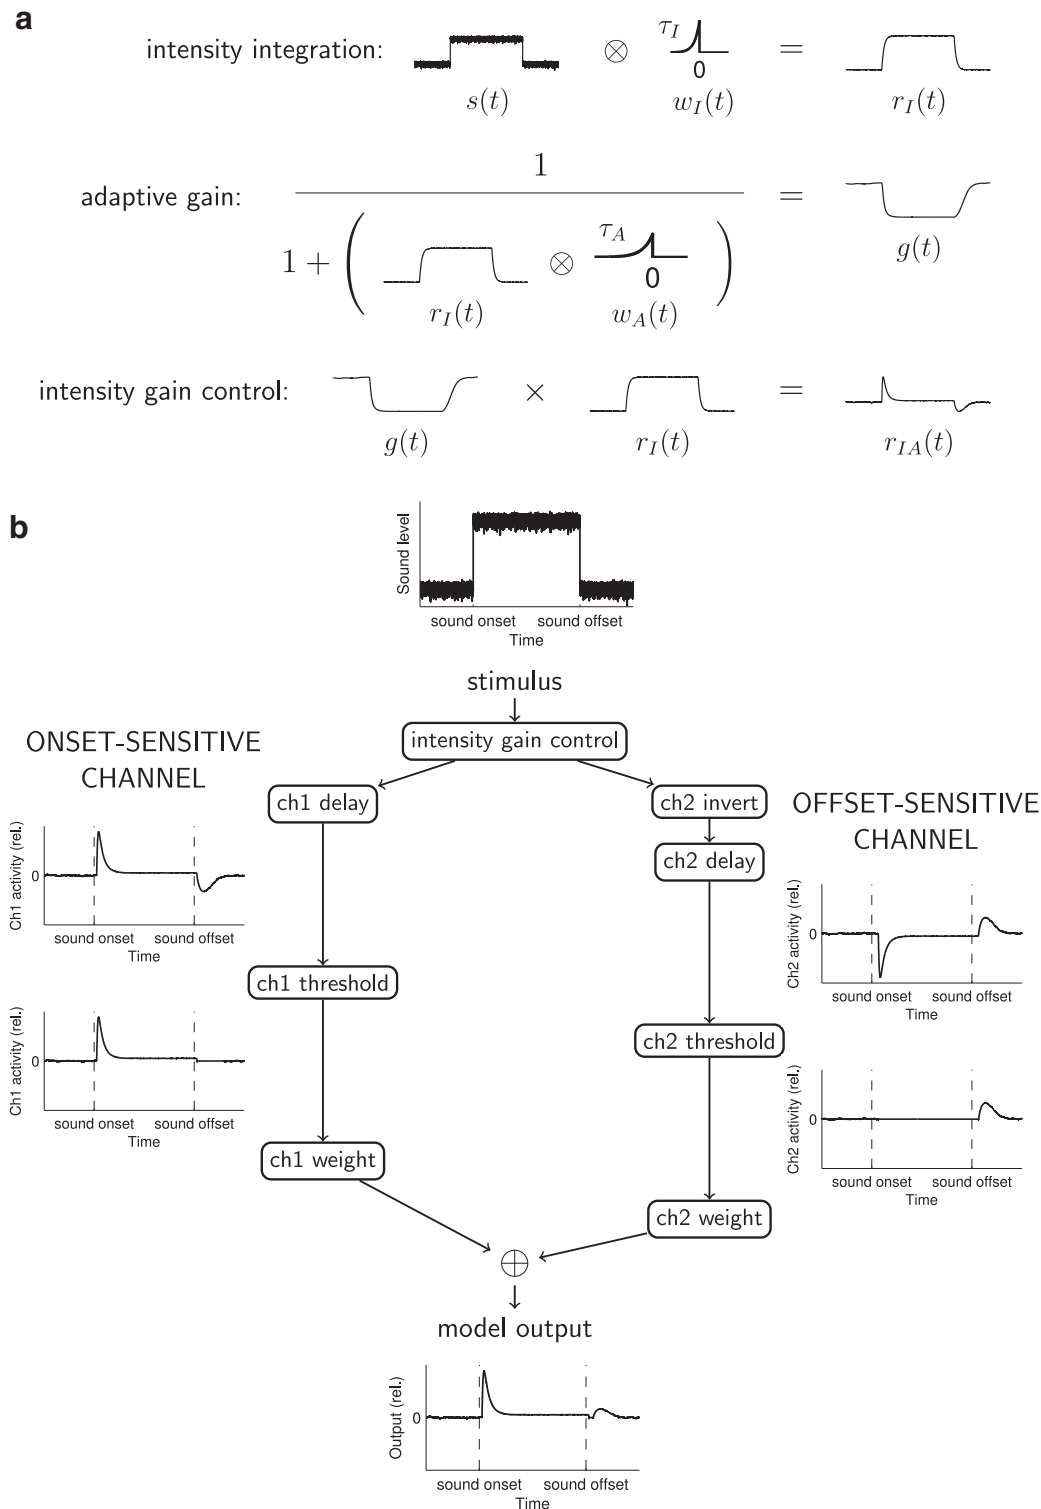 a
intensity integration: s(t) ⊗ τ_I 0 w_I(t) = r_I(t)
adaptive gain: 1 = g(t)
1 + ( r_I(t) ⊗ τ_A 0 w_A(t) )
intensity gain control: g(t) × r_I(t) = r_IA(t)
b
Sound level
sound onset sound offset
Time
stimulus
intensity gain control
ONSET-SENSITIVE
CHANNEL
ch1 delay
ch2 invert
OFFSET-SENSITIVE
CHANNEL
ch2 delay
Ch1 activity (rel.)
0
sound onset sound offset
Time
Ch2 activity (rel.)
0
sound onset sound offset
Time
ch1 threshold
ch2 threshold
Ch1 activity (rel.)
0
sound onset sound offset
Time
Ch2 activity (rel.)
0
sound onset sound offset
Time
ch1 weight
ch2 weight
⊕
model output
Output (rel.)
0
sound onset sound offset
Time